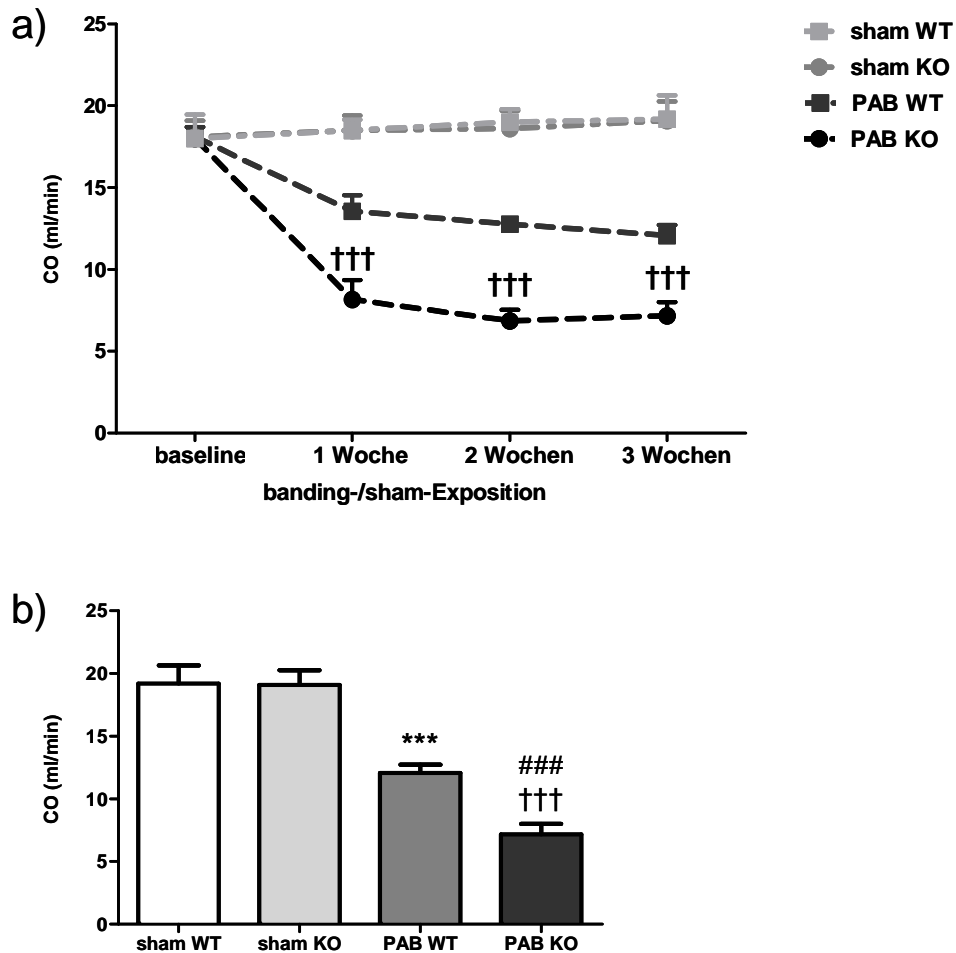 a)
25
20
15
10
5
0
CO (ml/min)
baseline
1 Woche
2 Wochen
3 Wochen
banding-/sham-Exposition
†††
†††
†††
sham WT
sham KO
PAB WT
PAB KO
b)
25
20
15
10
5
0
CO (ml/min)
***
###
†††
sham WT
sham KO
PAB WT
PAB KO